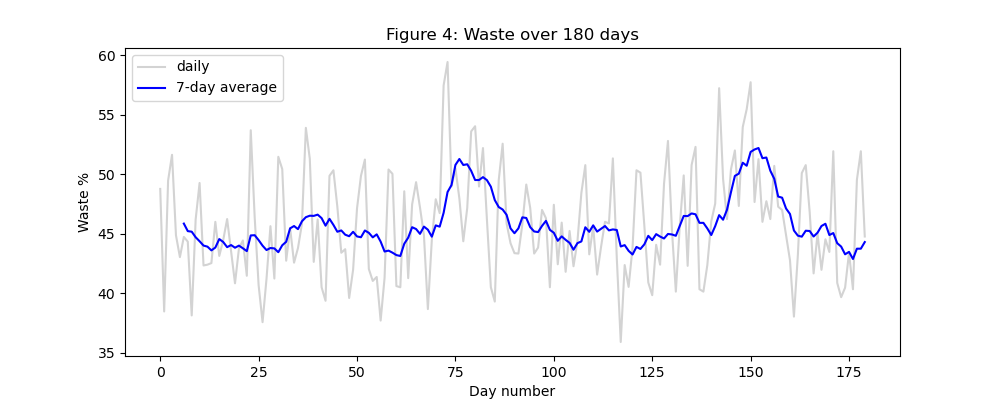 Figure 4: Waste over 180 days
daily
7-day average
Waste %
60
55
50
45
40
35
0 25 50 75 100 125 150 175
Day number